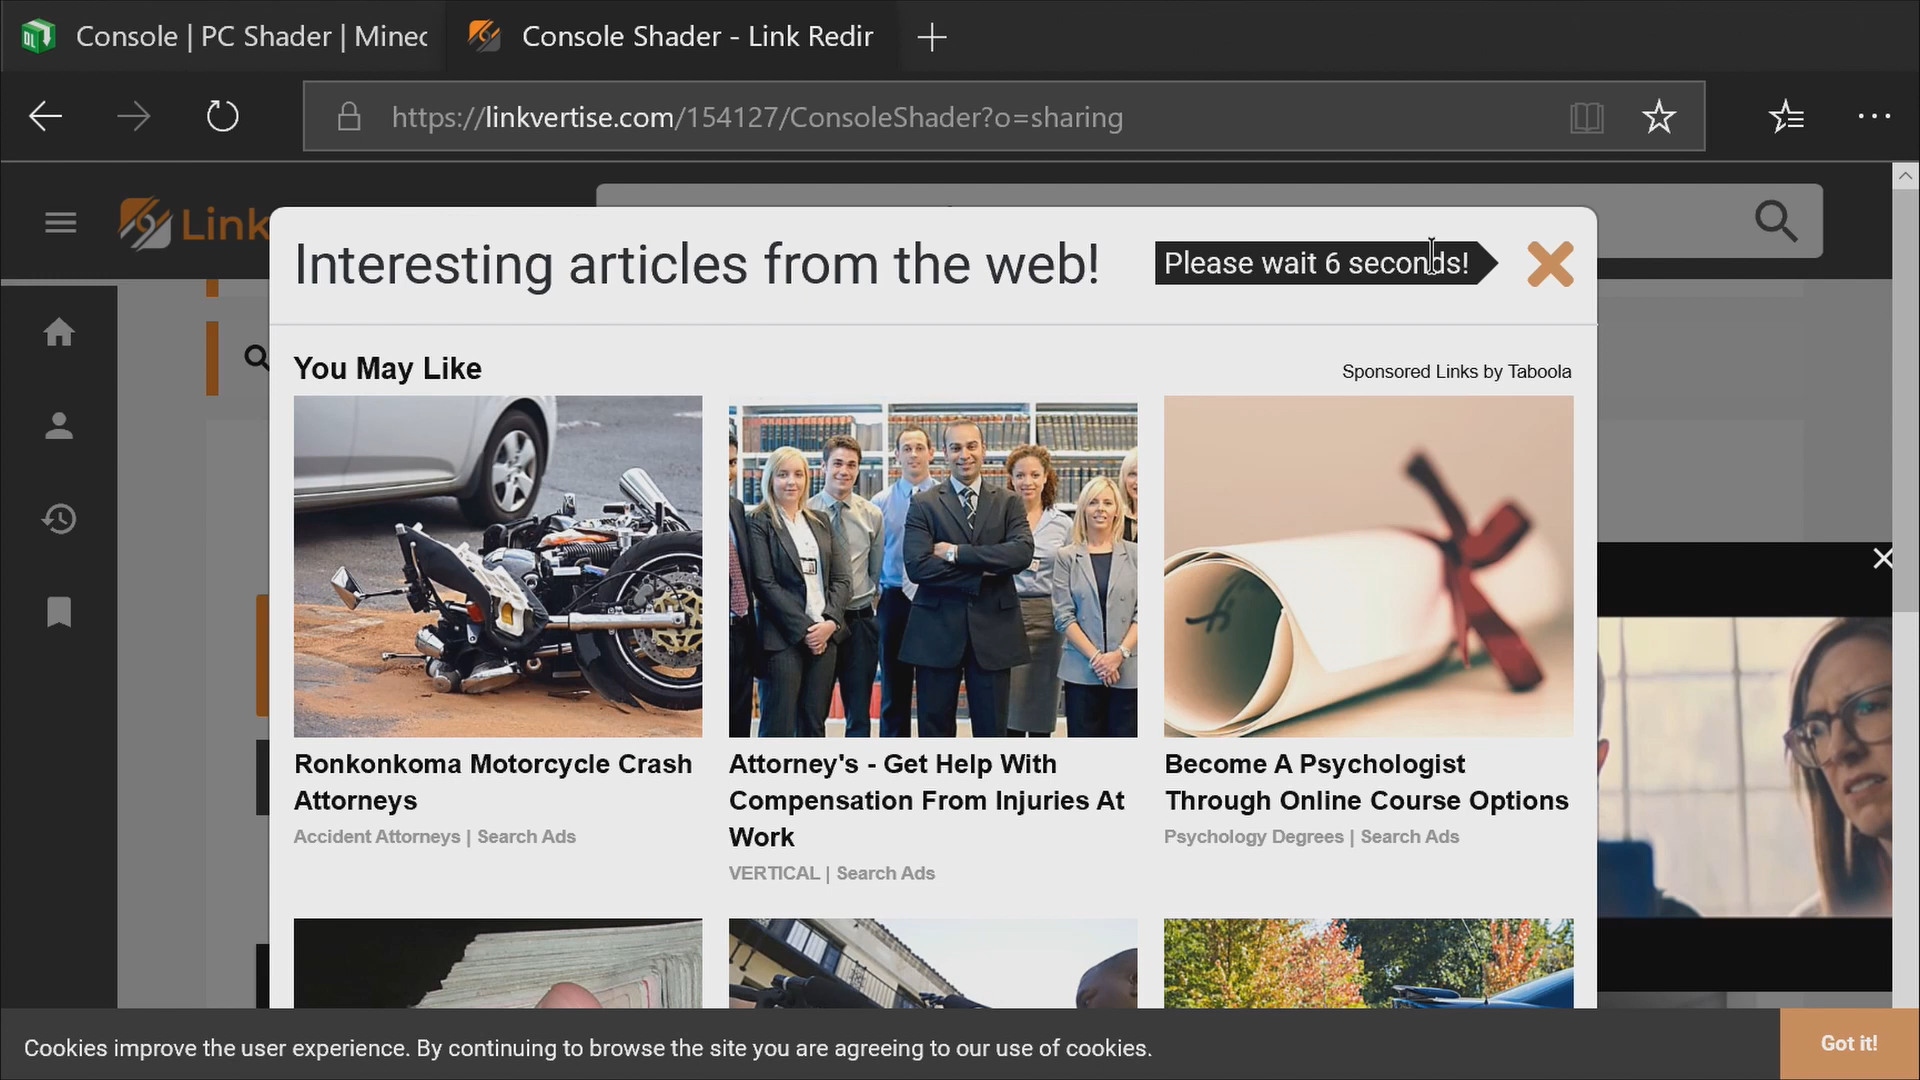 Console | PC Shader | Minec
Console Shader - Link Redir
https://linkvertise.com/154127/ConsoleShader?o=sharing
Link
Interesting articles from the web!
Please wait 6 seconds!
You May Like
Sponsored Links by Taboola
Ronkonkoma Motorcycle Crash
Attorneys
Accident Attorneys | Search Ads
Attorney's - Get Help With
Compensation From Injuries At
Work
VERTICAL | Search Ads
Become A Psychologist
Through Online Course Options
Psychology Degrees | Search Ads
Cookies improve the user experience. By continuing to browse the site you are agreeing to our use of cookies.
Got it!